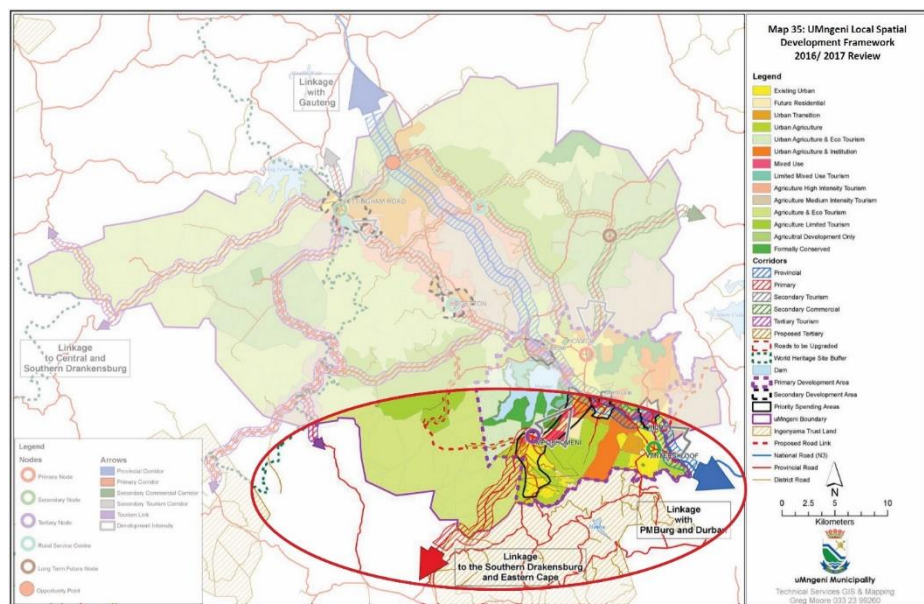 Map 35: UMngeni Local Spatial
Development Framework
2016/ 2017 Review
Legend
Existing Urban
Future Residential
Urban Transition
Urban Agriculture
Urban Agriculture & Eco Tourism
Urban Agriculture & Institution
Mixed Use
Limited Mixed Use Tourism
Agriculture High Intensity Tourism
Agriculture Medium Intensity Tourism
Agriculture & Eco Tourism
Agriculture Limited Tourism
Agricultral Development Only
Formally Conserved
Corridors
Provincial
Primary
Secondary Tourism
Secondary Commercial
Tertiary Tourism
Proposed Tertiary
Roads to be Upgraded
World Heritage Site Buffer
Dam
Primary Development Area
Secondary Development Area
Priority Spending Areas
uMngeni Boundary
Ingonyama Trust Land
Proposed Road Link
National Road (N3)
Provincial Road
District Road
N
10 5 0 10
Kilometers
uMngeni Municipality
Technical Services GIS & Mapping
Greg Moore 033 23 99260
Linkage
with
Gauteng
Linkage
to Central and
Southern Drankensburg
Linkage
with
PMBurg and Durban
Linkage
to the Southern Drakensburg
and Eastern Cape
Legend
Nodes
Primary Node
Secondary Node
Tertiary Node
Rural Service Centre
Long Term Future Node
Opportunity Point
Arrows
Provincial Corridor
Primary Corridor
Secondary Commercial Corridor
Secondary Tourism Corridor
Tourism Link
Development Intensity